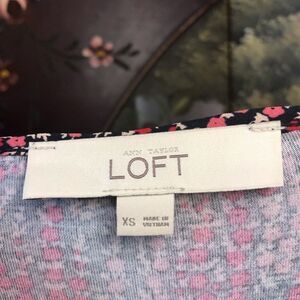 ANN TAYLOR
LOFT
XS
MADE IN
VIETNAM